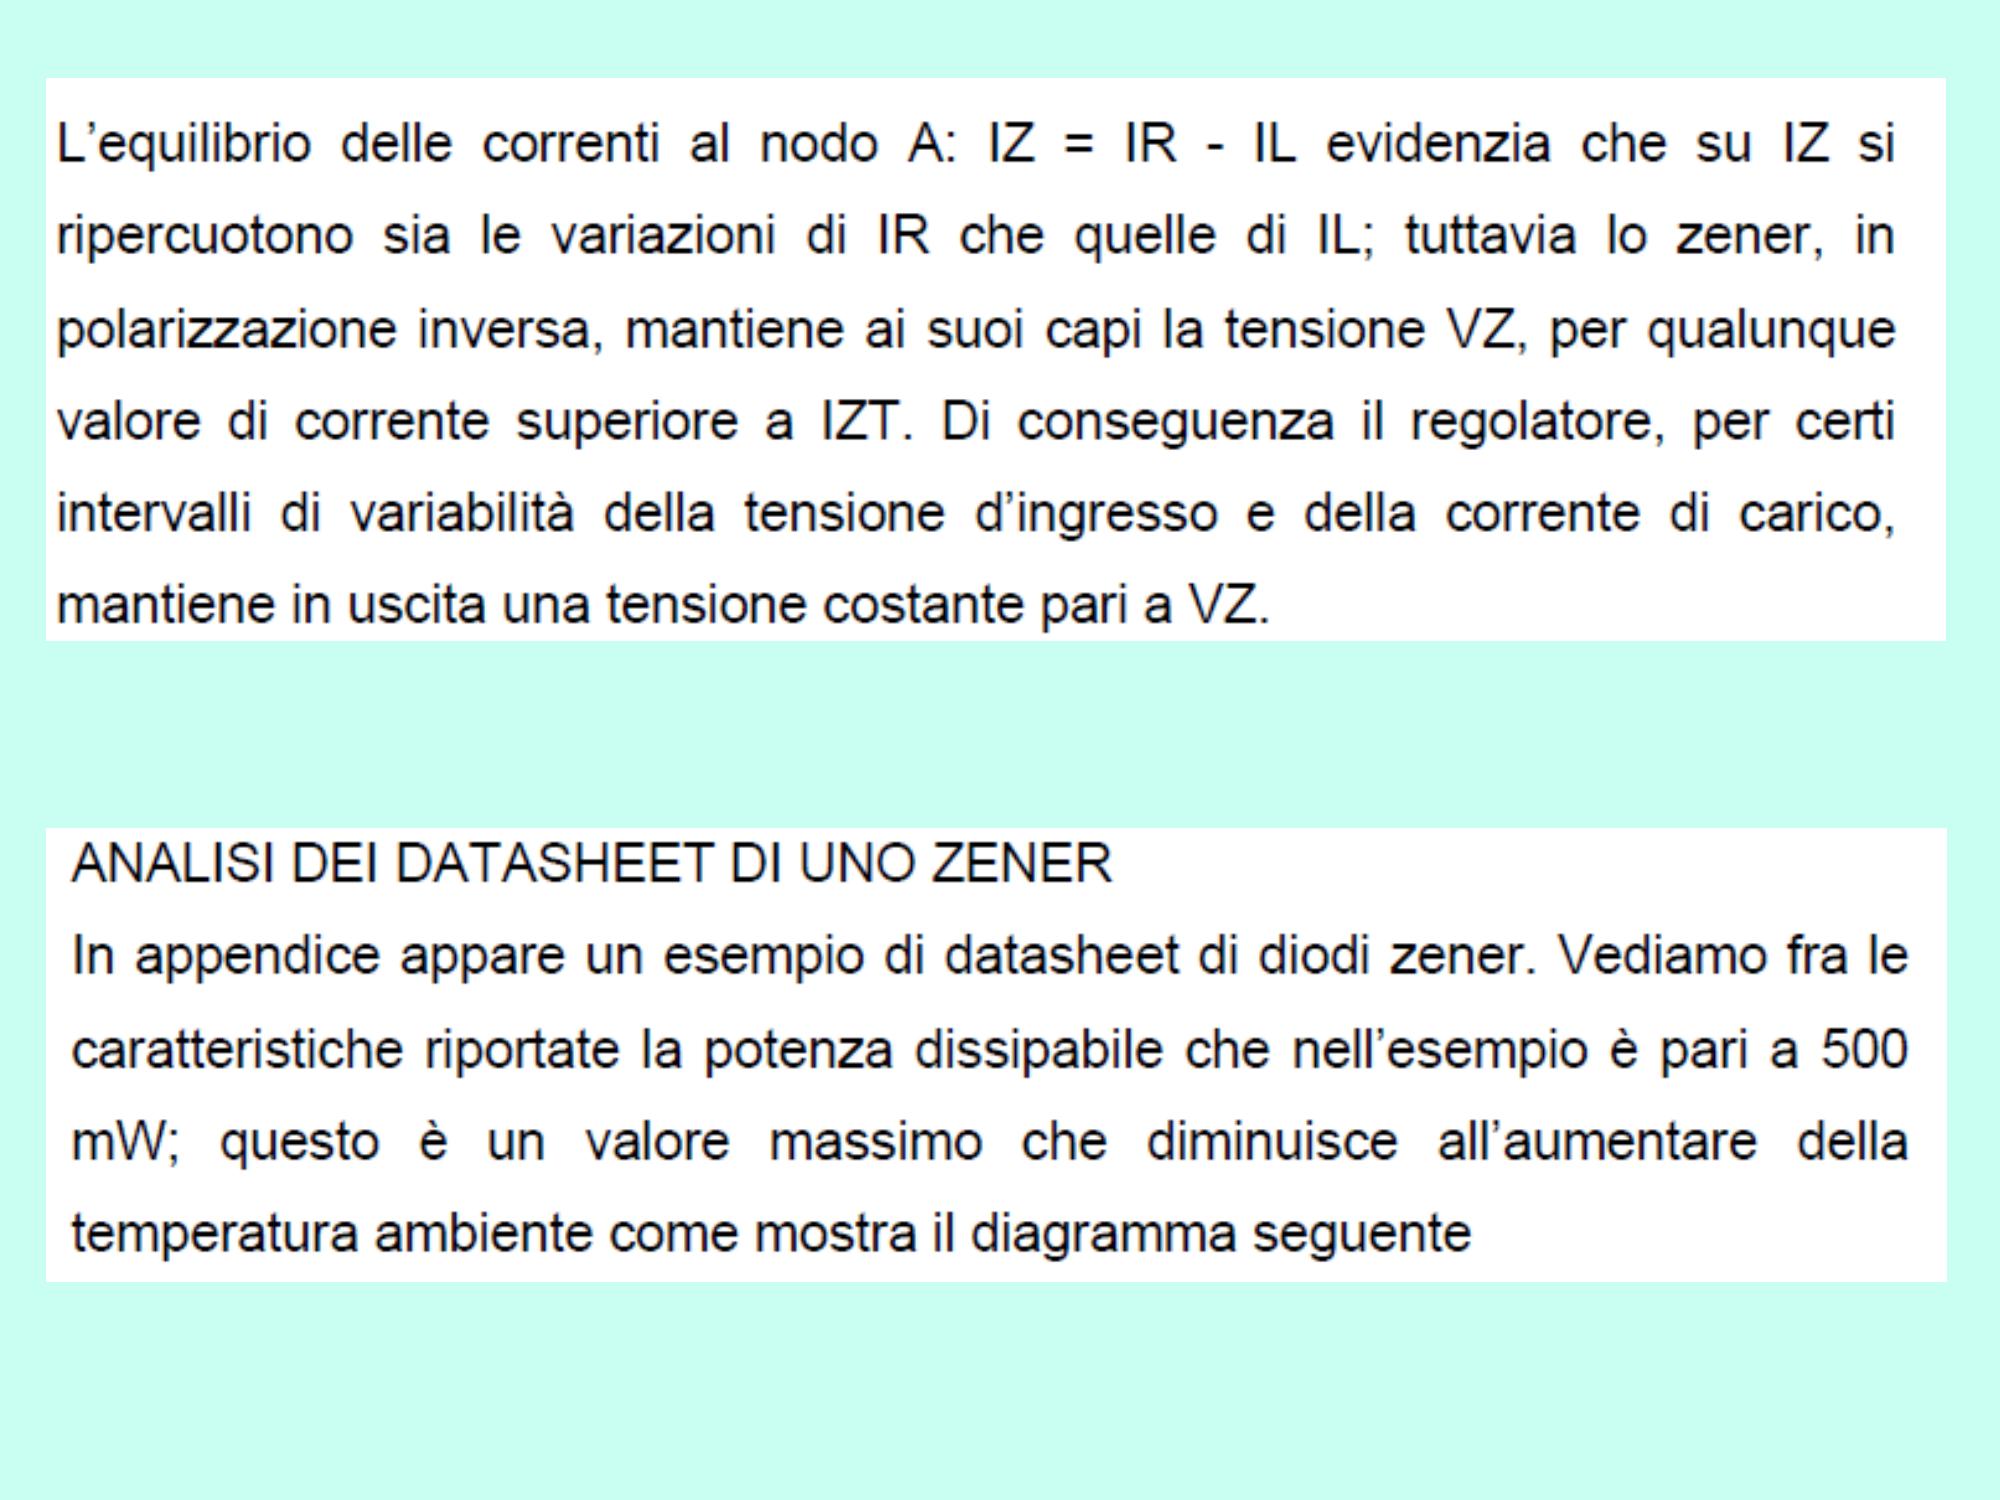 L’equilibrio delle correnti al nodo A: IZ = IR - IL evidenzia che su IZ si
ripercuotono sia le variazioni di IR che quelle di IL; tuttavia lo zener, in
polarizzazione inversa, mantiene ai suoi capi la tensione VZ, per qualunque
valore di corrente superiore a IZT. Di conseguenza il regolatore, per certi
intervalli di variabilità della tensione d’ingresso e della corrente di carico,
mantiene in uscita una tensione costante pari a VZ.
ANALISI DEI DATASHEET DI UNO ZENER
In appendice appare un esempio di datasheet di diodi zener. Vediamo fra le
caratteristiche riportate la potenza dissipabile che nell’esempio è pari a 500
mW; questo è un valore massimo che diminuisce all’aumentare della
temperatura ambiente come mostra il diagramma seguente